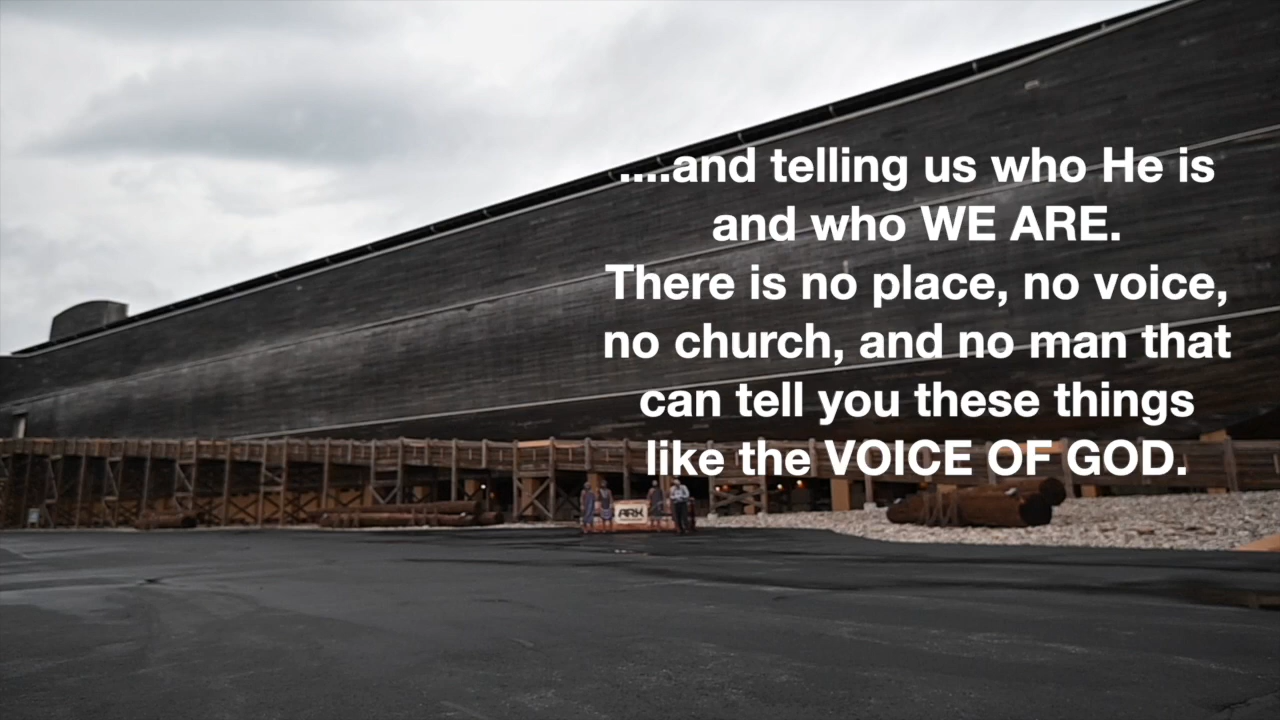 ....and telling us who He is
and who WE ARE.
There is no place, no voice,
no church, and no man that
can tell you these things
like the VOICE OF GOD.
ARK